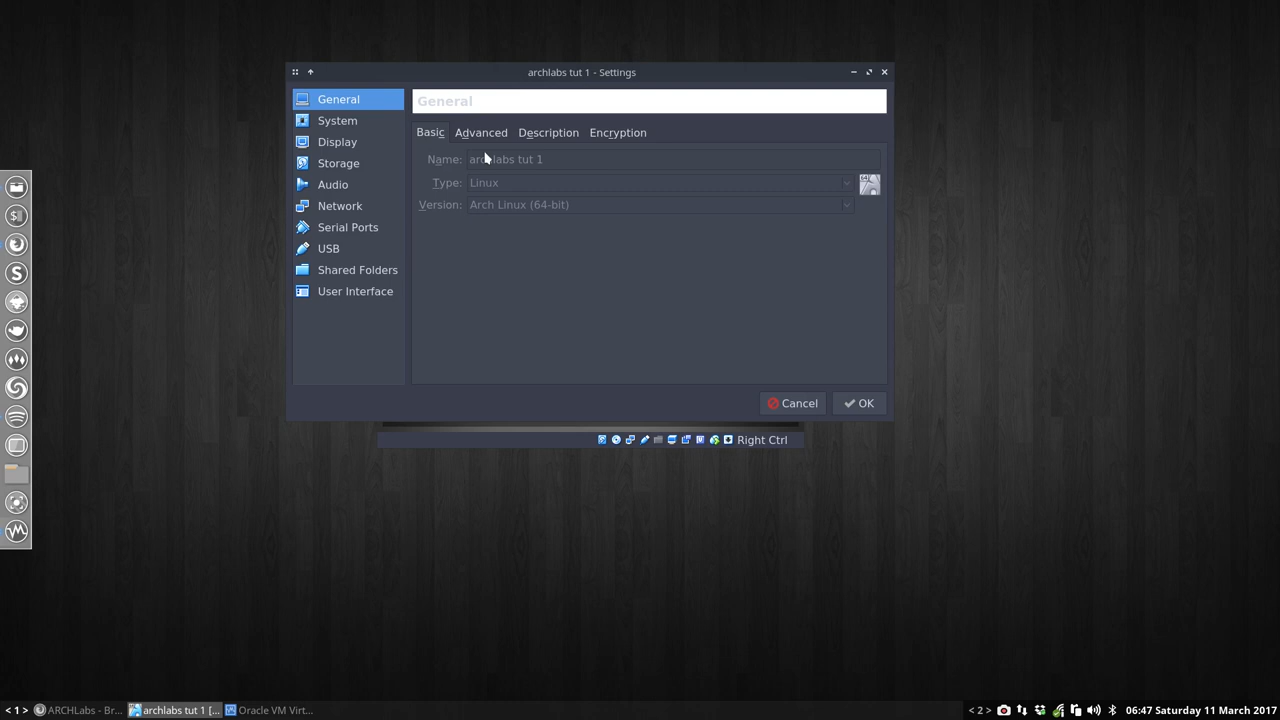 archlabs tut 1 - Settings
General
System
Display
Storage
Audio
Network
Serial Ports
USB
Shared Folders
User Interface
General
Basic Advanced Description Encryption
Name: archlabs tut 1
Type: Linux
Version: Arch Linux (64-bit)
Cancel OK
Right Ctrl
< 1 > ARCHLabs - Br... archlabs tut 1 [... Oracle VM Virt... < 2 > 06:47 Saturday 11 March 2017